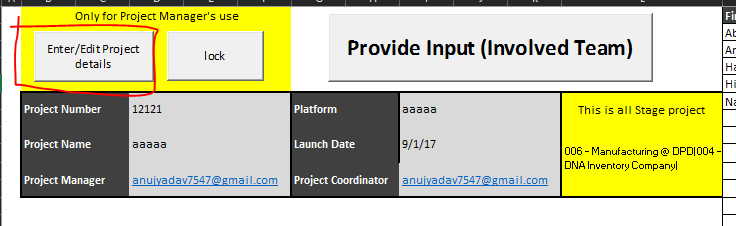 Only for Project Manager's use
Enter/Edit Project
details
lock
Provide Input (Involved Team)
Project Number 12121 Platform aaaaa This is all Stage project
Project Name aaaaa Launch Date 9/1/17
006 – Manufacturing @ DPD|004 –
DNA Inventory Company|
Project Manager anujyadav7547@gmail.com Project Coordinator anujyadav7547@gmail.com
Fi
Ab
An
Ha
Hi
Na